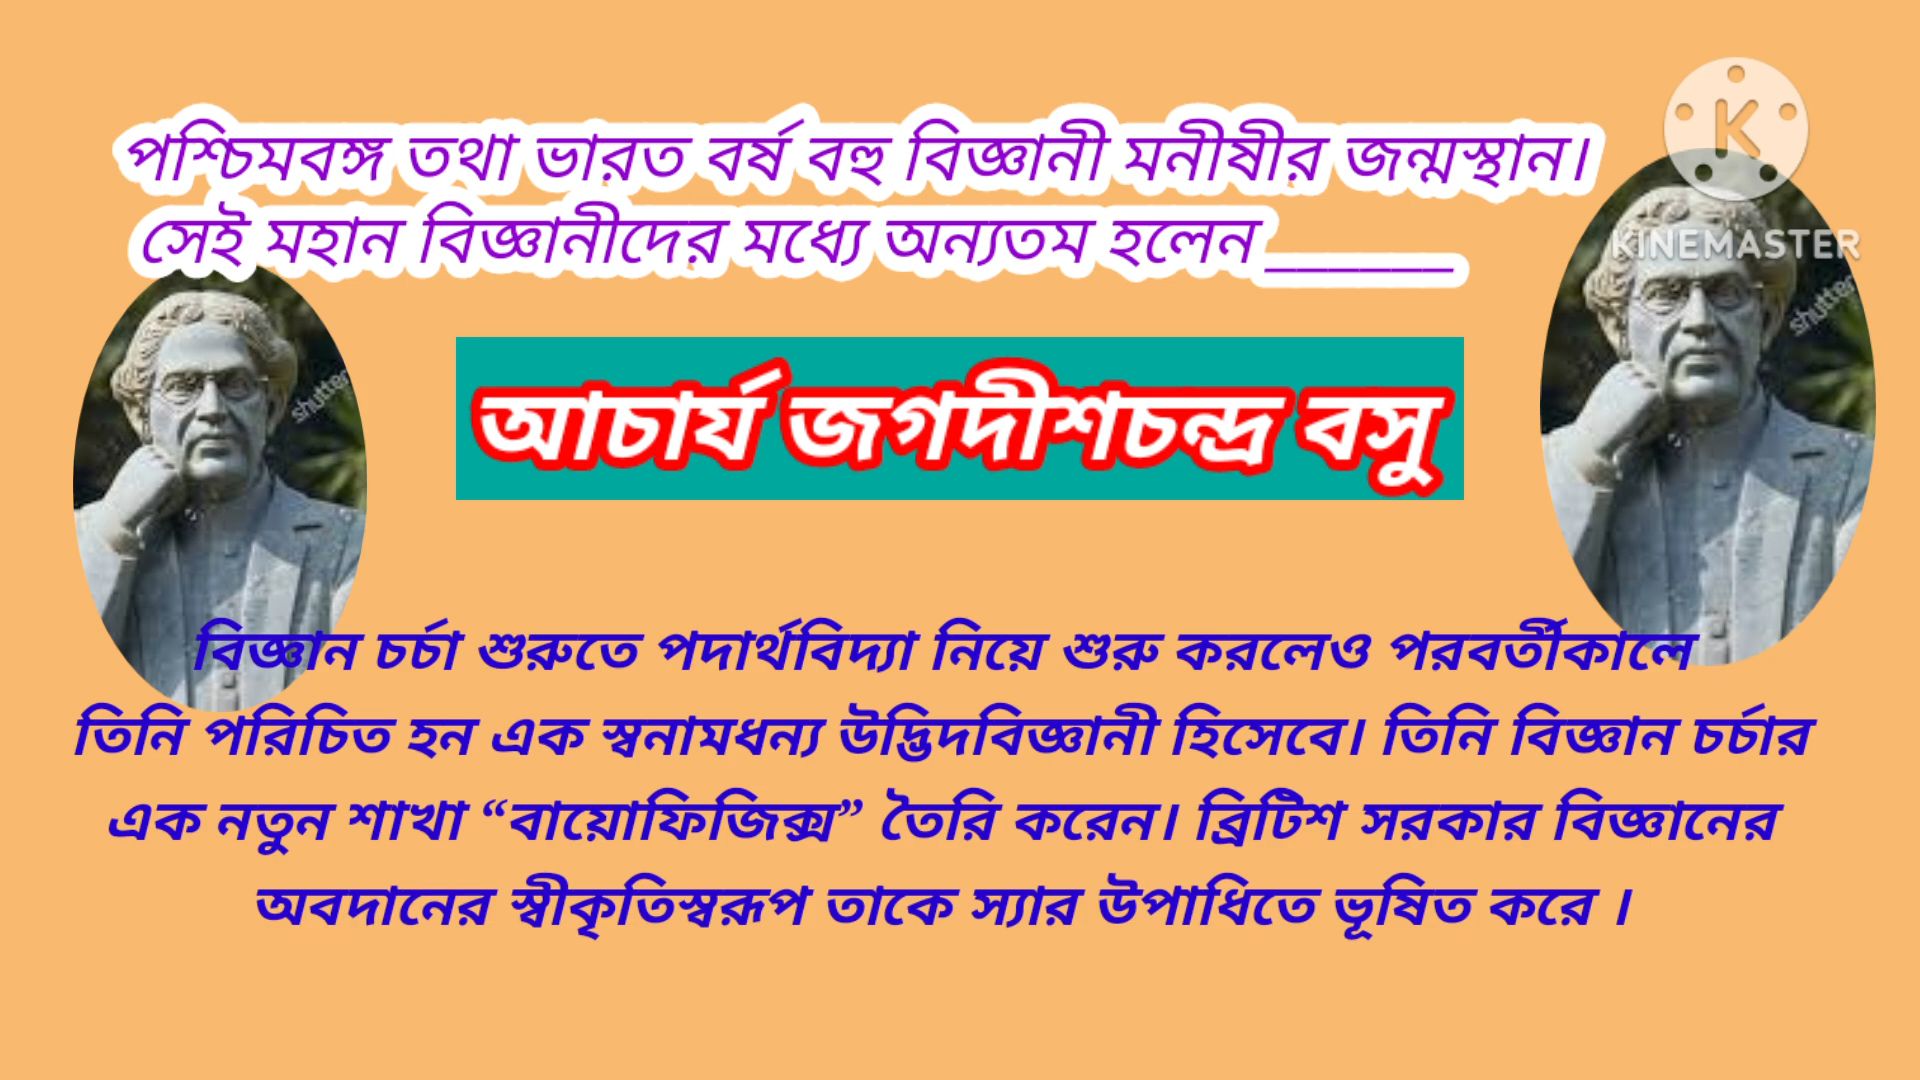 পশ্চিমবঙ্গ তথা ভারত বর্ষ বহু বিজ্ঞানী মনীষীর জন্মস্থান।
সেই মহান বিজ্ঞানীদের মধ্যে অন্যতম হলেন______
K
KINEMASTER
shutter
shutter
আচার্য জগদীশচন্দ্র বসু
বিজ্ঞান চর্চা শুরুতে পদার্থবিদ্যা নিয়ে শুরু করলেও পরবর্তীকালে
তিনি পরিচিত হন এক স্বনামধন্য উদ্ভিদবিজ্ঞানী হিসেবে। তিনি বিজ্ঞান চর্চার
এক নতুন শাখা “বায়োফিজিক্স” তৈরি করেন। ব্রিটিশ সরকার বিজ্ঞানের
অবদানের স্বীকৃতিস্বরূপ তাকে স্যার উপাধিতে ভূষিত করে ।